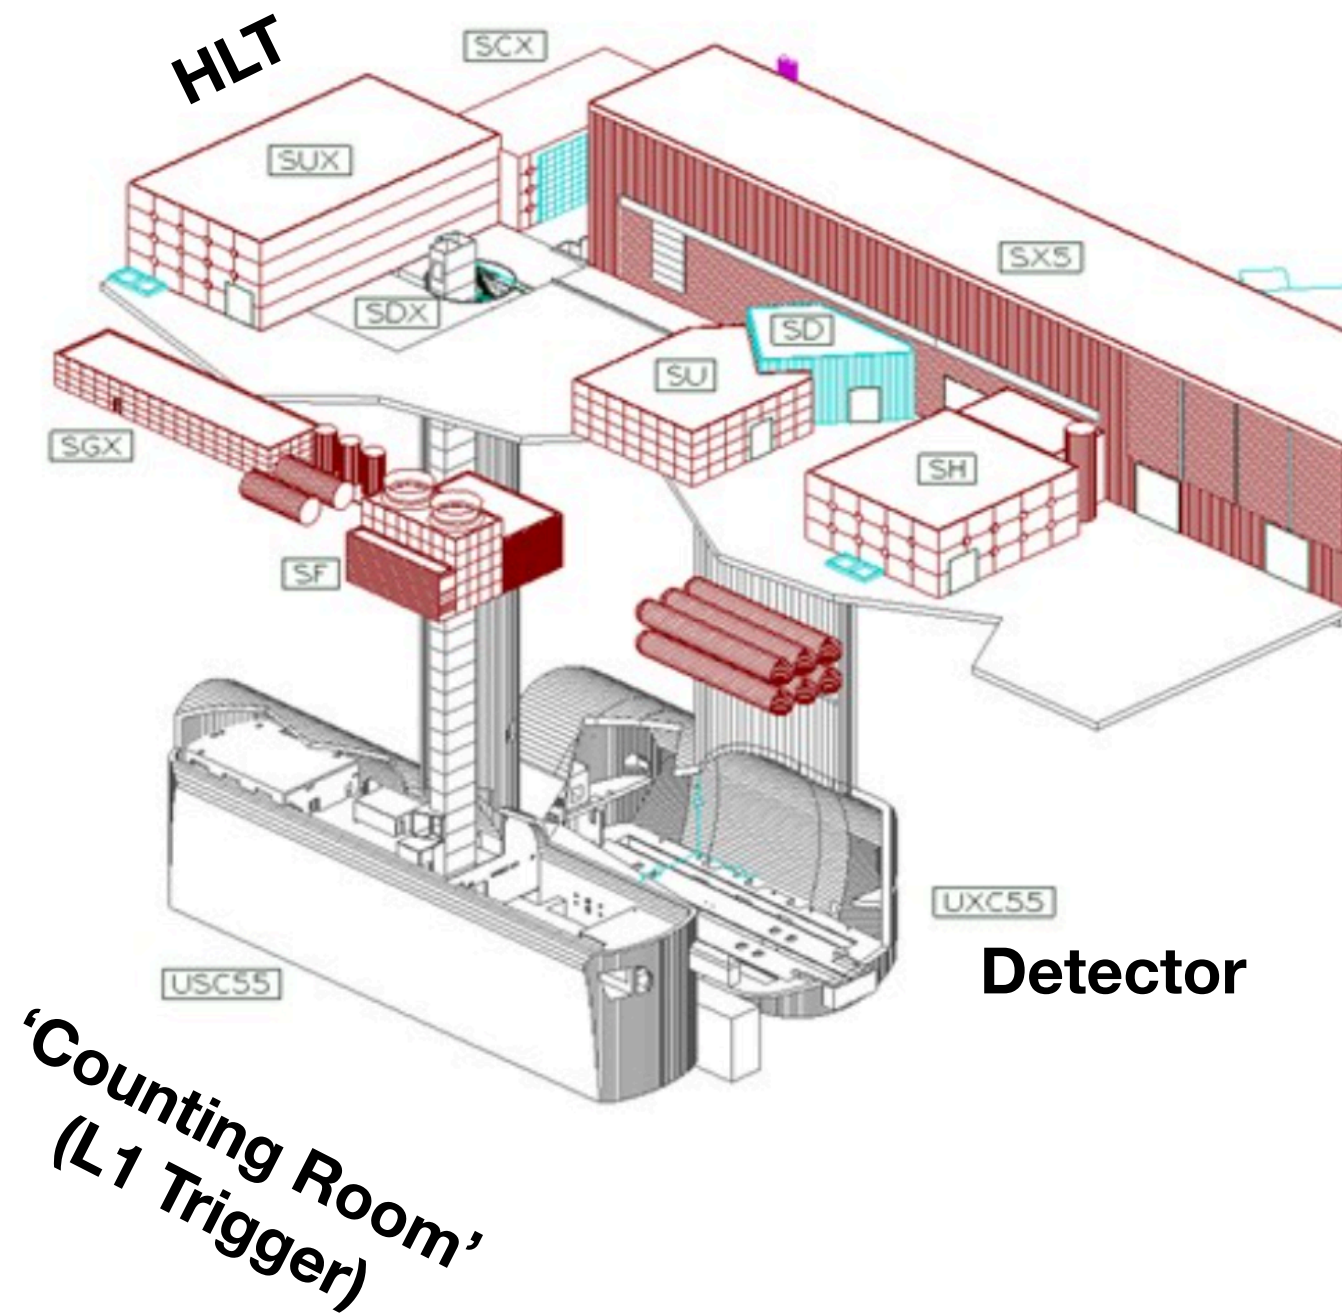 HLT
SCX
SUX
SX5
SDX
SD
SU
SGX
SH
SF
UXC55
Detector
USC55
‘Counting Room’
(L1 Trigger)